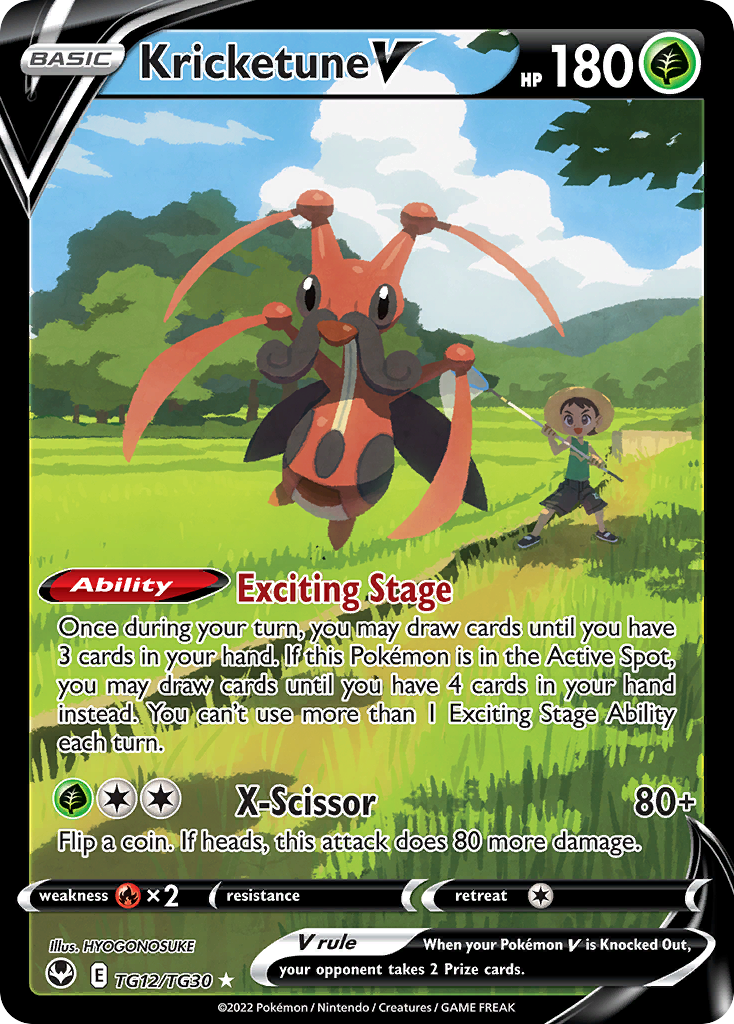 BASIC
Kricketune V
HP 180
Ability
Exciting Stage
Once during your turn, you may draw cards until you have
3 cards in your hand. If this Pokémon is in the Active Spot,
you may draw cards until you have 4 cards in your hand
instead. You can't use more than 1 Exciting Stage Ability
each turn.
X-Scissor 80+
Flip a coin. If heads, this attack does 80 more damage.
weakness ×2 resistance retreat
Illus. HYOGONOSUKE
V rule When your Pokémon V is Knocked Out,
your opponent takes 2 Prize cards.
E TG12/TG30 ★
©2022 Pokémon / Nintendo / Creatures / GAME FREAK